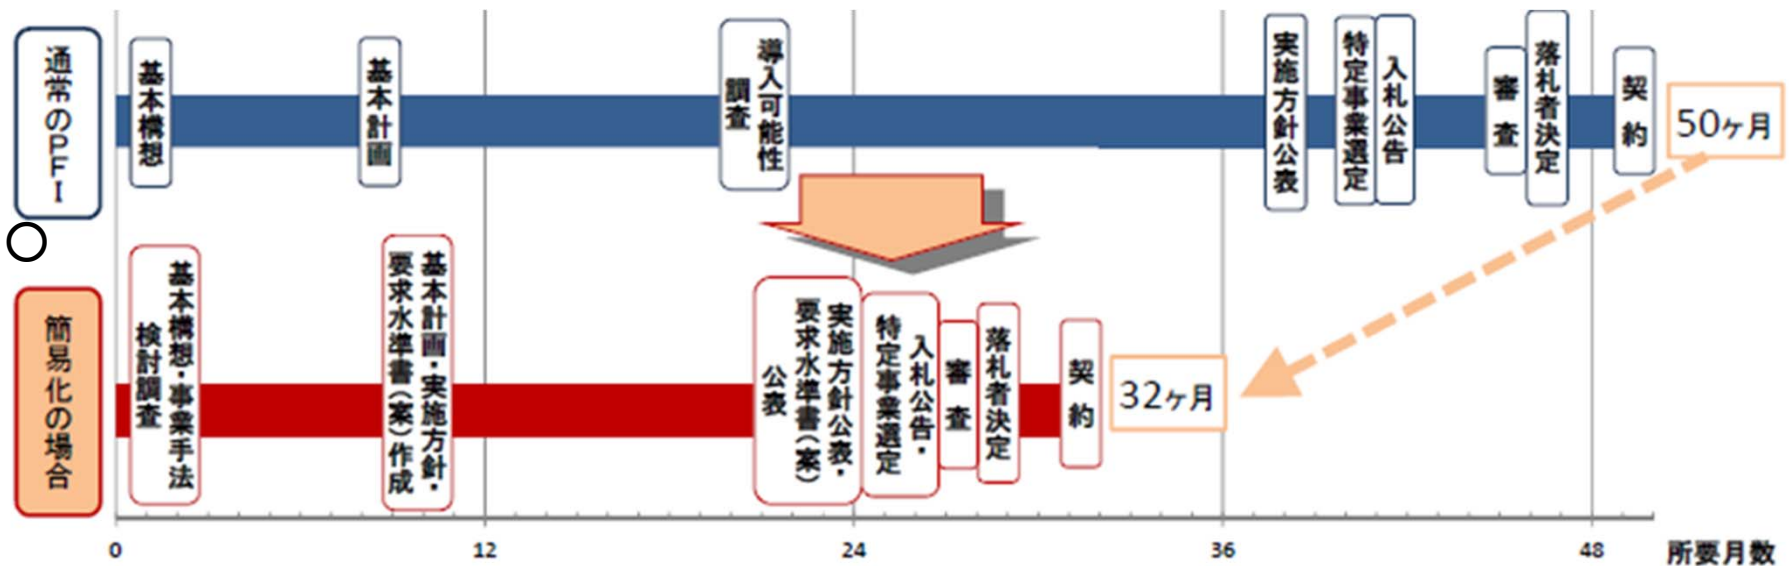 通常のPFI
基本構想
基本計画
導入可能性
調査
実施方針公表
特定事業選定
入札公告
審査
落札者決定
契約
50ヶ月
簡易化の場合
基本構想・事業手法
検討調査
基本計画・実施方針・
要求水準書(案)作成
実施方針公表・
要求水準書(案)
公表
入札公告・
特定事業選定
審査
落札者決定
契約
32ヶ月
0
12
24
36
48
所要月数